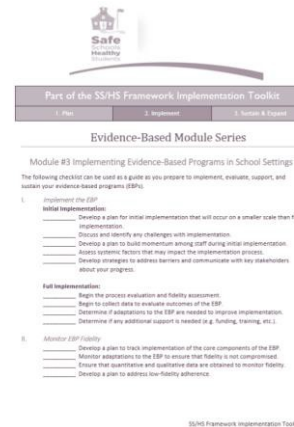 Safe
Schools
Healthy
Students
Part of the SS/HS Framework Implementation Toolkit
1. Plan
2. Implement
3. Sustain & Expand
Evidence-Based Module Series
Module #3 Implementing Evidence-Based Programs in School Settings
The following checklist can be used as a guide as you prepare to implement, evaluate, support, and
sustain your evidence-based programs (EBPs).
I. Implement the EBP
Initial Implementation:
Develop a plan for initial implementation that will occur on a smaller scale than
implementation.
Discuss and identify any challenges with implementation.
Develop a plan to build momentum among staff during initial implementation.
Assess systemic factors that may impact the implementation process.
Develop strategies to address barriers and communicate with key stakeholders
about your progress.
Full Implementation:
Begin the process evaluation and fidelity assessment.
Begin to collect data to evaluate outcomes of the EBP.
Determine if adaptations to the EBP are needed to improve implementation.
Determine if any additional support is needed (e.g. funding, training, etc.).
II. Monitor EBP Fidelity
Develop a plan to track implementation of the core components of the EBP.
Monitor adaptations to the EBP to ensure that fidelity is not compromised.
Ensure that quantitative and qualitative data are obtained to monitor fidelity.
Develop a plan to address low-fidelity adherence.
SS/HS Framework Implementation